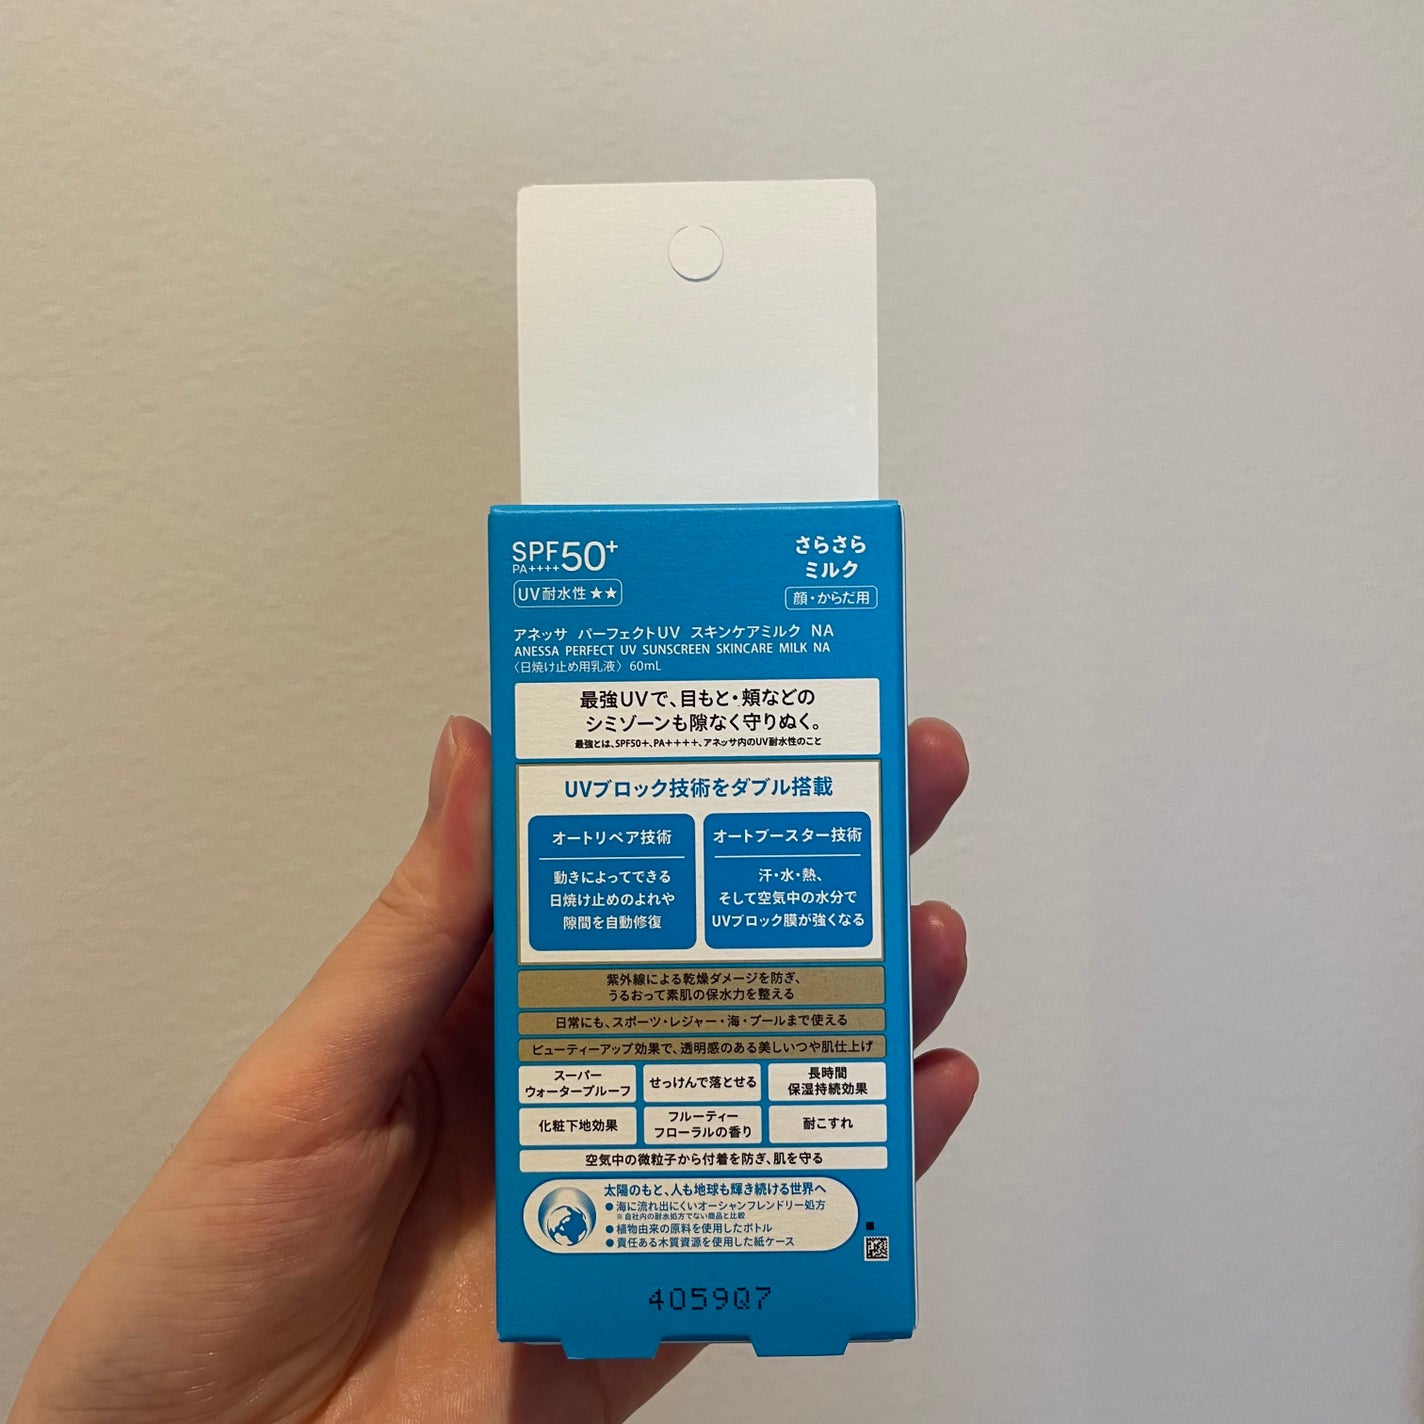 SPF50+
PA++++
UV耐水性★★
さらさら
ミルク
顔・からだ用
アネッサ パーフェクトUV スキンケアミルク NA
ANESSA PERFECT UV SUNSCREEN SKINCARE MILK NA
〈日焼け止め用乳液〉 60mL
最強UVで、目もと・頬などの
シミゾーンも隙なく守りぬく。
最強とは、SPF50+、PA++++、アネッサ内のUV耐水性のこと
UVブロック技術をダブル搭載
オートリペア技術
動きによってできる
日焼け止めのよれや
隙間を自動修復
オートブースター技術
汗・水・熱、
そして空気中の水分で
UVブロック膜が強くなる
紫外線による乾燥ダメージを防ぎ、
うるおって素肌の保水力を整える
日常にも、スポーツ・レジャー・海・プールまで使える
ビューティーアップ効果で、透明感のある美しいつや肌仕上げ
スーパー
ウォータープルーフ
せっけんで落とせる
長時間
保湿持続効果
化粧下地効果
フルーティー
フローラルの香り
耐こすれ
空気中の微粒子から付着を防ぎ、肌を守る
太陽のもと、人も地球も輝き続ける世界へ
●海に流れ出にくいオーシャンフレンドリー処方
※自社内の耐水処方でない商品と比較
●植物由来の原料を使用したボトル
●責任ある木質資源を使用した紙ケース
4059Q7